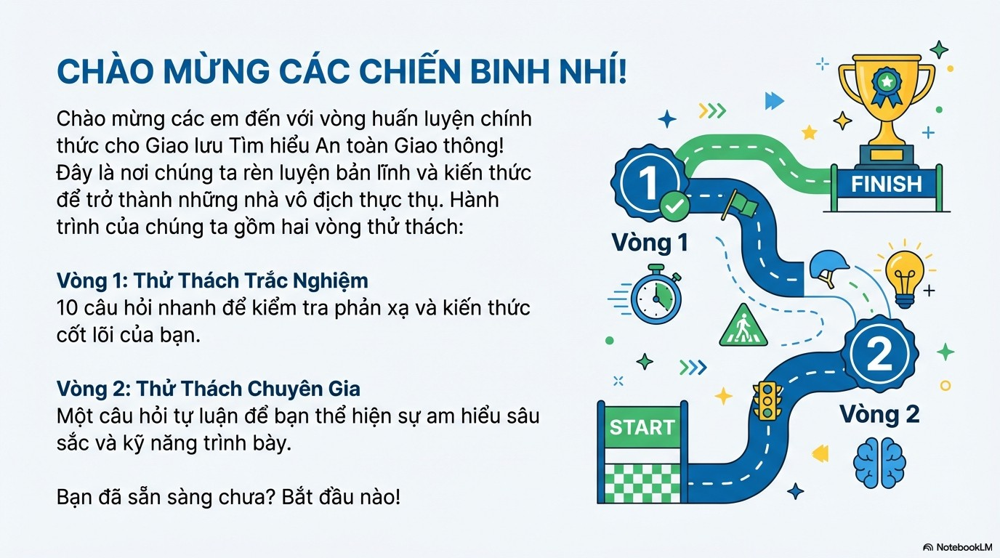 CHÀO MỪNG CÁC CHIẾN BINH NHÍ!
Chào mừng các em đến với vòng huấn luyện chính
thức cho Giao lưu Tìm hiểu An toàn Giao thông!
Đây là nơi chúng ta rèn luyện bản lĩnh và kiến thức
để trở thành những nhà vô địch thực thụ. Hành
trình của chúng ta gồm hai vòng thử thách:
Vòng 1: Thử Thách Trắc Nghiệm
10 câu hỏi nhanh để kiểm tra phản xạ và kiến thức
cốt lõi của bạn.
Vòng 2: Thử Thách Chuyên Gia
Một câu hỏi tự luận để bạn thể hiện sự am hiểu sâu
sắc và kỹ năng trình bày.
Bạn đã sẵn sàng chưa? Bắt đầu nào!
1
FINISH
Vòng 1
2
START
Vòng 2
NotebookLM